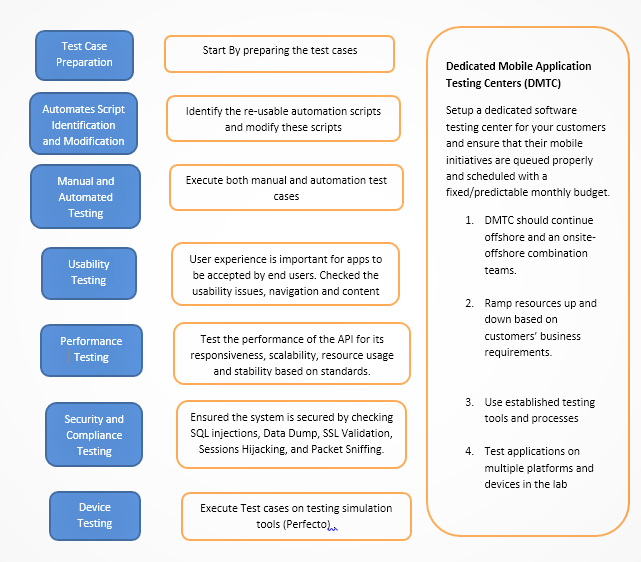 Test Case
Preparation
Start By preparing the test cases
Automates Script
Identification
and Modification
Identify the re-usable automation scripts
and modify these scripts
Manual and
Automated
Testing
Execute both manual and automation test
cases
Usability
Testing
User experience is important for apps to
be accepted by end users. Checked the
usability issues, navigation and content
Performance
Testing
Test the performance of the API for its
responsiveness, scalability, resource usage
and stability based on standards.
Security and
Compliance
Testing
Ensured the system is secured by checking
SQL injections, Data Dump, SSL Validation,
Sessions Hijacking, and Packet Sniffing.
Device
Testing
Execute Test cases on testing simulation
tools (Perfecto)
Dedicated Mobile Application
Testing Centers (DMTC)
Setup a dedicated software
testing center for your customers
and ensure that their mobile
initiatives are queued properly
and scheduled with a
fixed/predictable monthly budget.
1. DMTC should continue
offshore and an onsite-
offshore combination
teams.
2. Ramp resources up and
down based on
customers’ business
requirements.
3. Use established testing
tools and processes
4. Test applications on
multiple platforms and
devices in the lab